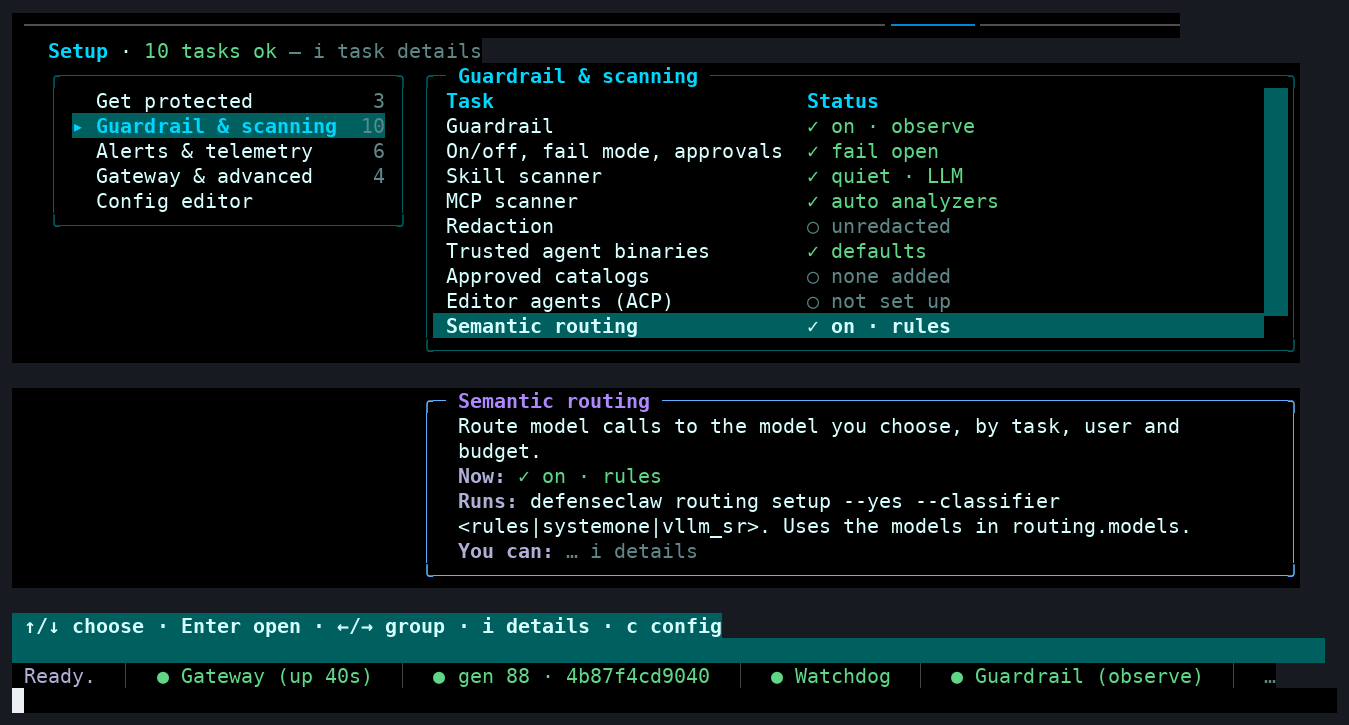 Setup · 10 tasks ok — i task details
Get protected 3
▸ Guardrail & scanning 10
Alerts & telemetry 6
Gateway & advanced 4
Config editor
Guardrail & scanning
Task Status
Guardrail ✓ on · observe
On/off, fail mode, approvals ✓ fail open
Skill scanner ✓ quiet · LLM
MCP scanner ✓ auto analyzers
Redaction ○ unredacted
Trusted agent binaries ✓ defaults
Approved catalogs ○ none added
Editor agents (ACP) ○ not set up
Semantic routing ✓ on · rules
Semantic routing
Route model calls to the model you choose, by task, user and
budget.
Now: ✓ on · rules
Runs: defenseclaw routing setup --yes --classifier
<rules|systemone|vllm_sr>. Uses the models in routing.models.
You can: … i details
↑/↓ choose · Enter open · ←/→ group · i details · c config
Ready. │ ● Gateway (up 40s) │ ● gen 88 · 4b87f4cd9040 │ ● Watchdog │ ● Guardrail (observe) │ …